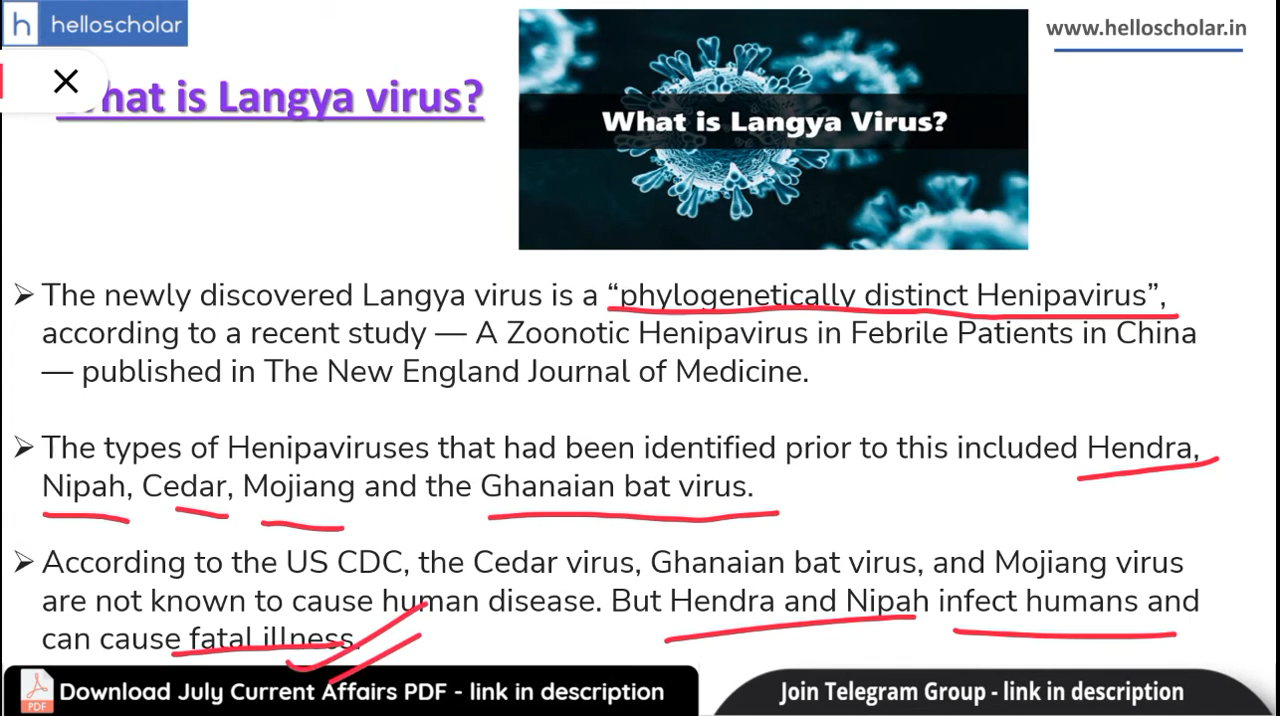 helloscholar
www.helloscholar.in
hat is Langya virus?
What is Langya Virus?
➢ The newly discovered Langya virus is a “phylogenetically distinct Henipavirus”,
according to a recent study — A Zoonotic Henipavirus in Febrile Patients in China
— published in The New England Journal of Medicine.
➢ The types of Henipaviruses that had been identified prior to this included Hendra,
Nipah, Cedar, Mojiang and the Ghanaian bat virus.
➢ According to the US CDC, the Cedar virus, Ghanaian bat virus, and Mojiang virus
are not known to cause human disease. But Hendra and Nipah infect humans and
can cause fatal illness.
PDF
Download July Current Affairs PDF - link in description
Join Telegram Group - link in description